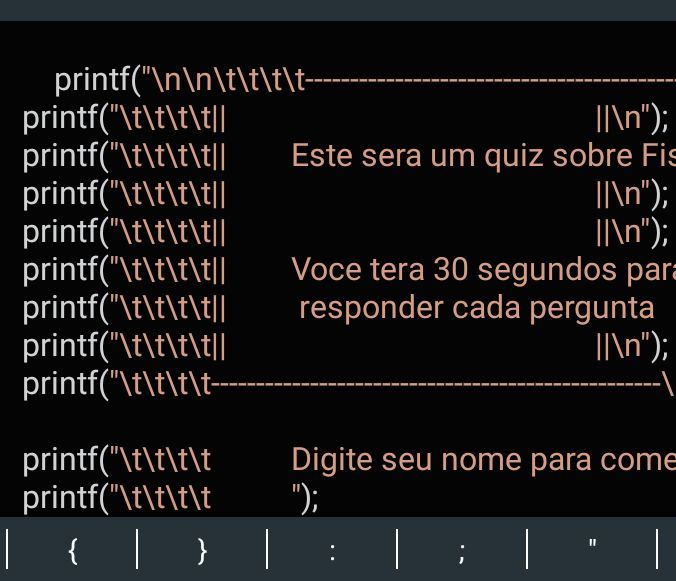 printf("\n\n\t\t\t\t-----------------------------------------
printf("\t\t\t\t|| ||\n");
printf("\t\t\t\t|| Este sera um quiz sobre Fis
printf("\t\t\t\t|| ||\n");
printf("\t\t\t\t|| ||\n");
printf("\t\t\t\t|| Voce tera 30 segundos para
printf("\t\t\t\t|| responder cada pergunta
printf("\t\t\t\t|| ||\n");
printf("\t\t\t\t--------------------------------------------------\
printf("\t\t\t\t Digite seu nome para come
printf("\t\t\t\t ");
{ } : ; "